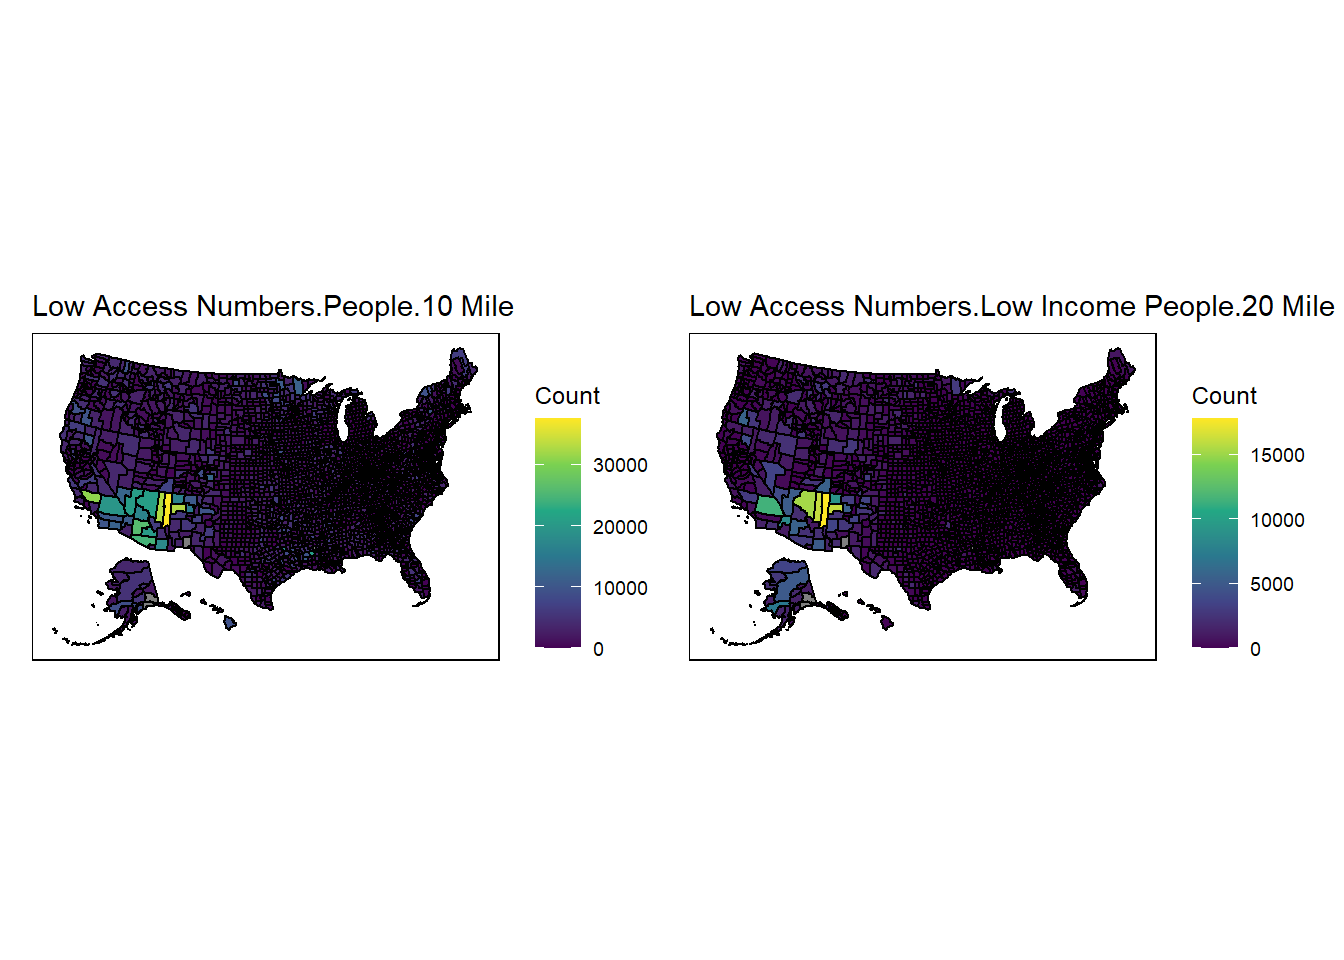 Low Access Numbers.People.10 Mile
Count
30000
20000
10000
0
Low Access Numbers.Low Income People.20 Mile
Count
15000
10000
5000
0